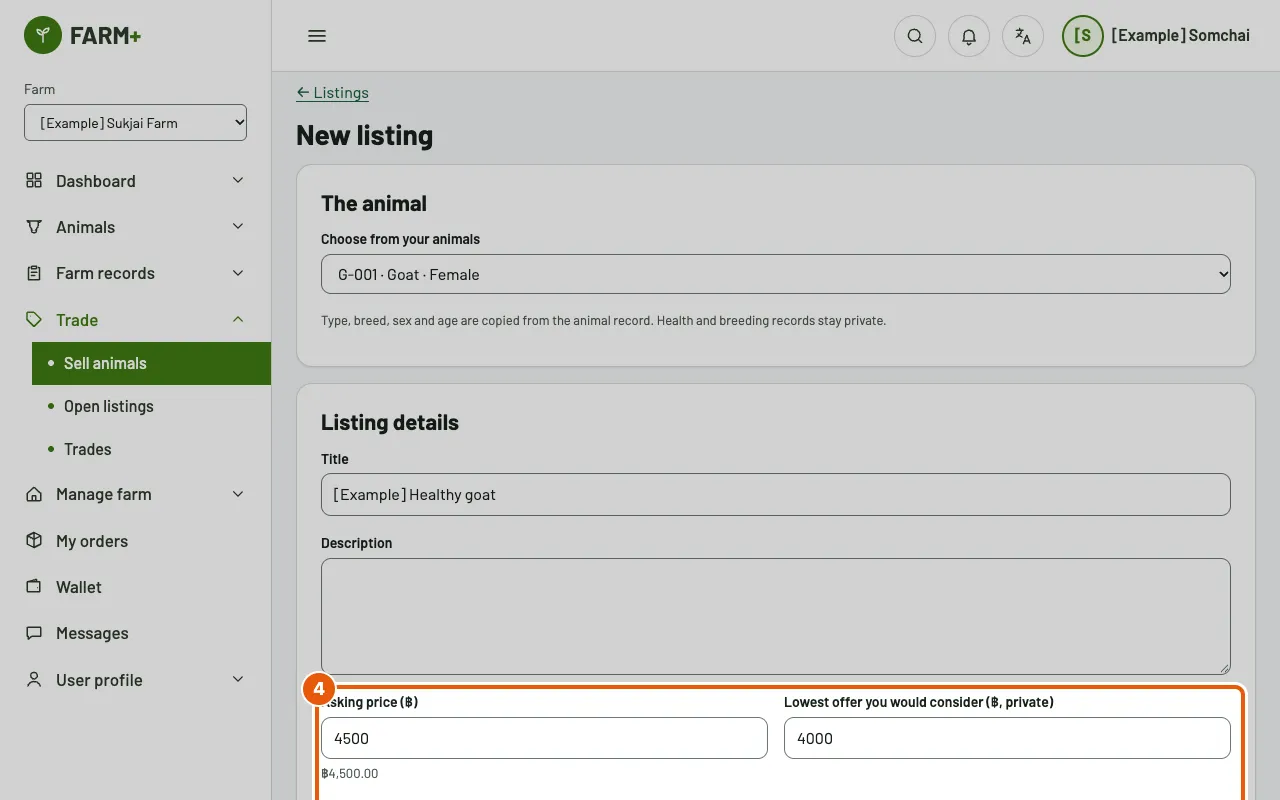 FARM+
[Example] Somchai
[S
Farm
[Example] Sukjai Farm
Dashboard
Animals
Farm records
Trade
Sell animals
Open listings
Trades
Manage farm
My orders
Wallet
Messages
User profile
← Listings
New listing
The animal
Choose from your animals
G-001 · Goat · Female
Type, breed, sex and age are copied from the animal record. Health and breeding records stay private.
Listing details
Title
[Example] Healthy goat
Description
4
sking price (฿)
Lowest offer you would consider (฿, private)
4500
4000
฿4,500.00